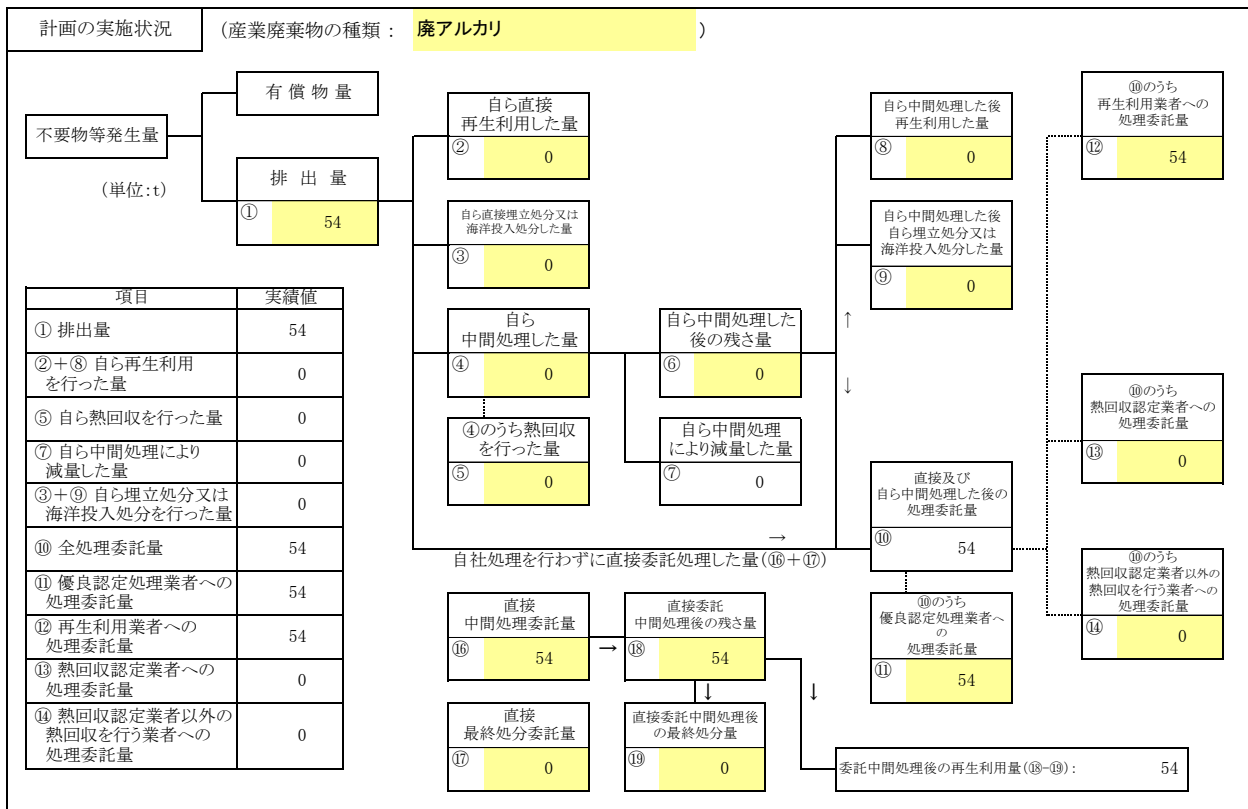 計画の実施状況
(産業廃棄物の種類： 廃アルカリ )
不要物等発生量
(単位:t)
有 償 物 量
排 出 量
① 54
自ら直接
再生利用した量
② 0
自ら直接埋立処分又は
海洋投入処分した量
③ 0
自ら
中間処理した量
④ 0
④のうち熱回収
を行った量
⑤ 0
自ら中間処理した
後の残さ量
⑥ 0
自ら中間処理
により減量した量
⑦ 0
自ら中間処理した後
再生利用した量
⑧ 0
自ら中間処理した後
自ら埋立処分又は
海洋投入処分した量
⑨ 0
↑
↓
直接及び
自ら中間処理した後の
処理委託量
⑩ 54
→
自社処理を行わずに直接委託処理した量(⑯+⑰)
⑩のうち
優良認定処理業者へ
の
処理委託量
⑪ 54
⑩のうち
再生利用業者への
処理委託量
⑫ 54
⑩のうち
熱回収認定業者への
処理委託量
⑬ 0
⑩のうち
熱回収認定業者以外の
熱回収を行う業者への
処理委託量
⑭ 0
直接
中間処理委託量
⑯ 54
→
直接委託
中間処理後の残さ量
⑱ 54
↓
↓
直接
最終処分委託量
⑰ 0
直接委託中間処理後
の最終処分量
⑲ 0
委託中間処理後の再生利用量(⑱-⑲)： 54
項目 実績値
① 排出量 54
②+⑧ 自ら再生利用
を行った量 0
⑤ 自ら熱回収を行った量 0
⑦ 自ら中間処理により
減量した量 0
③+⑨ 自ら埋立処分又は
海洋投入処分を行った量 0
⑩ 全処理委託量 54
⑪ 優良認定処理業者への
処理委託量 54
⑫ 再生利用業者への
処理委託量 54
⑬ 熱回収認定業者への
処理委託量 0
⑭ 熱回収認定業者以外の
熱回収を行う業者への
処理委託量 0